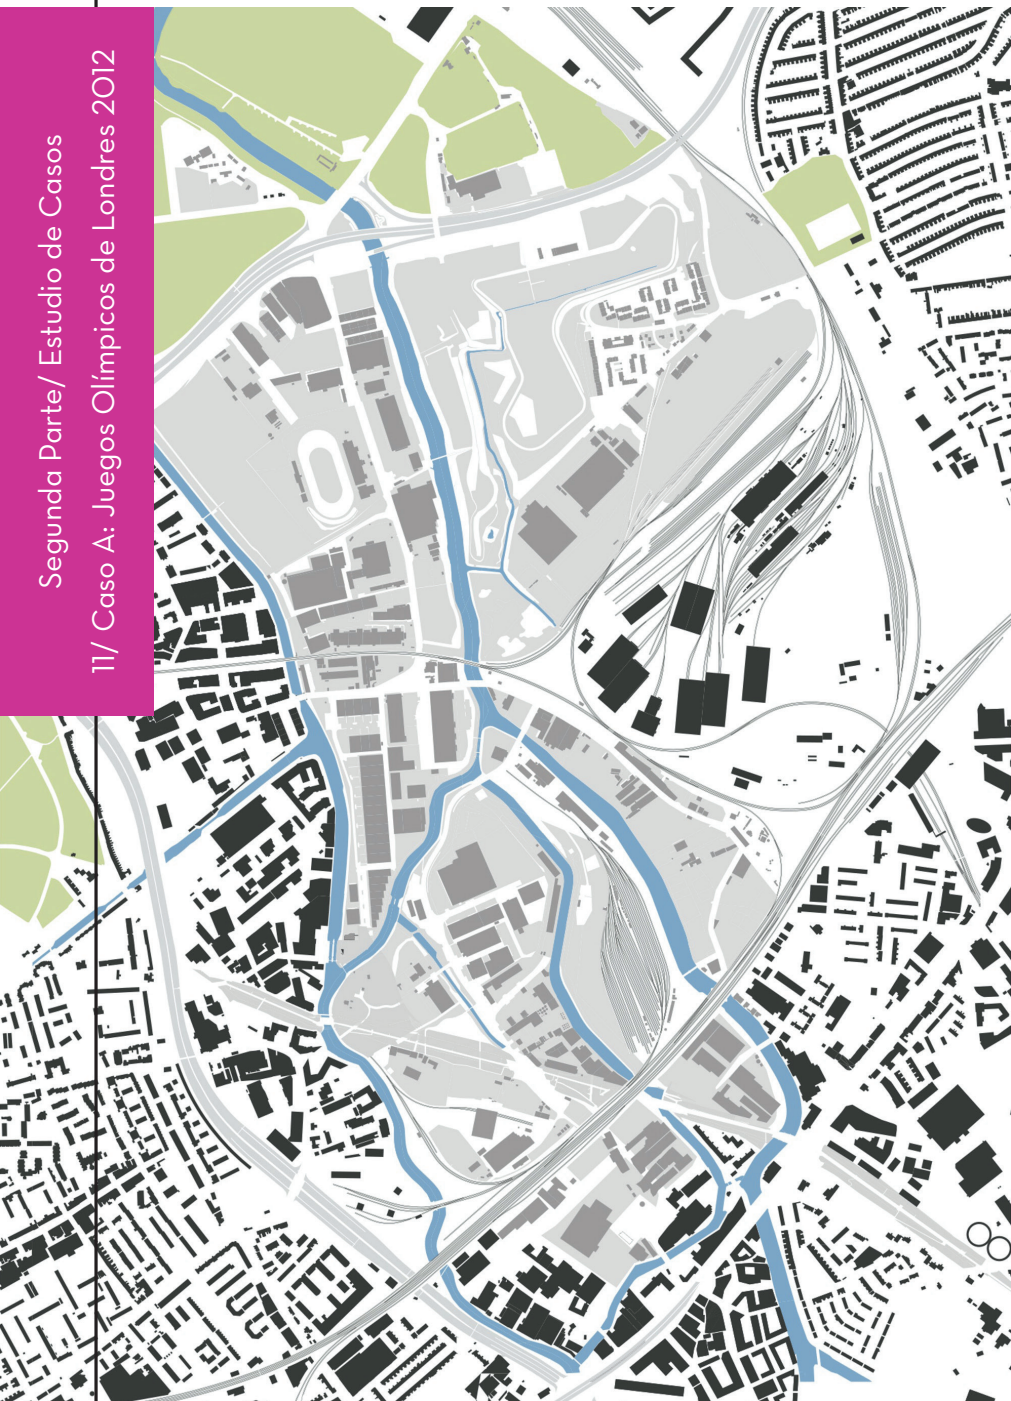 Segunda Parte/ Estudio de Casos
11/ Caso A: Juegos Olímpicos de Londres 2012